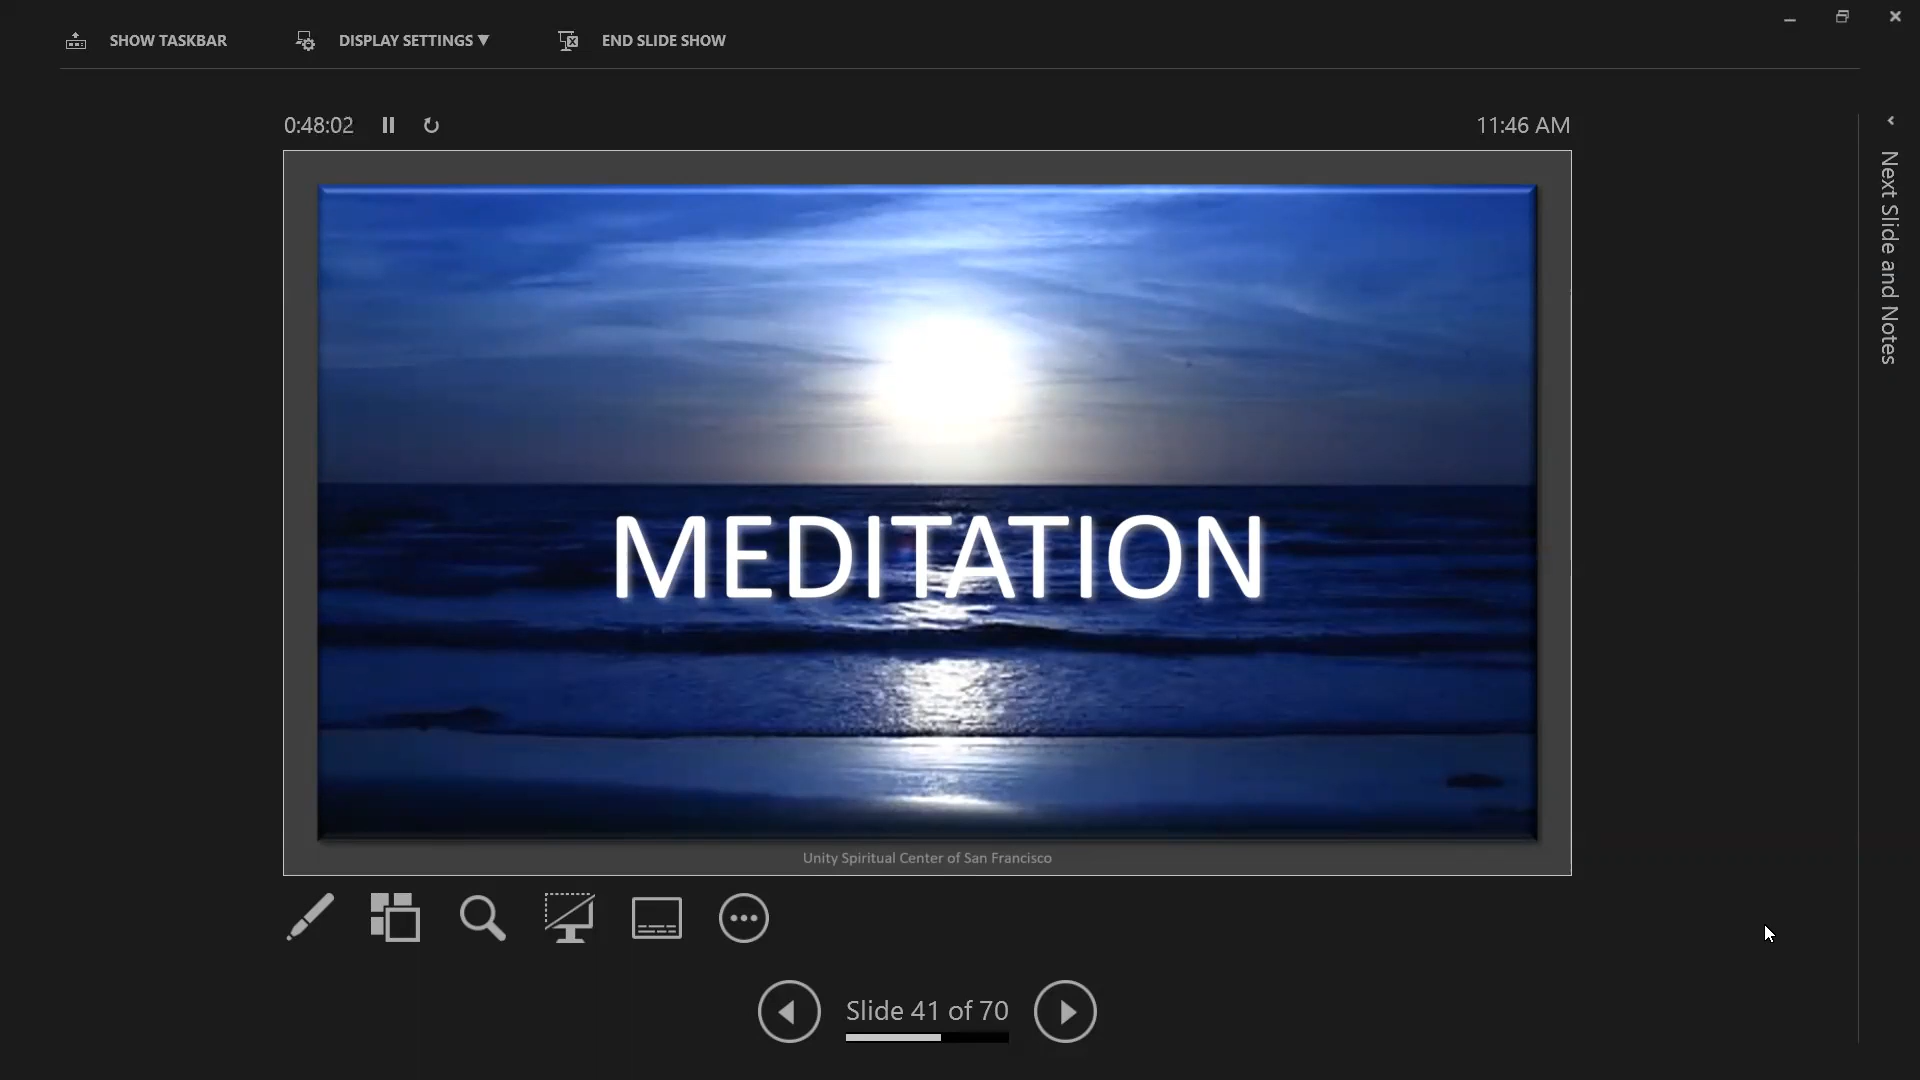 SHOW TASKBAR
DISPLAY SETTINGS ▼
END SLIDE SHOW
0:48:02
11:46 AM
MEDITATION
Unity Spiritual Center of San Francisco
Slide 41 of 70
Next Slide and Notes